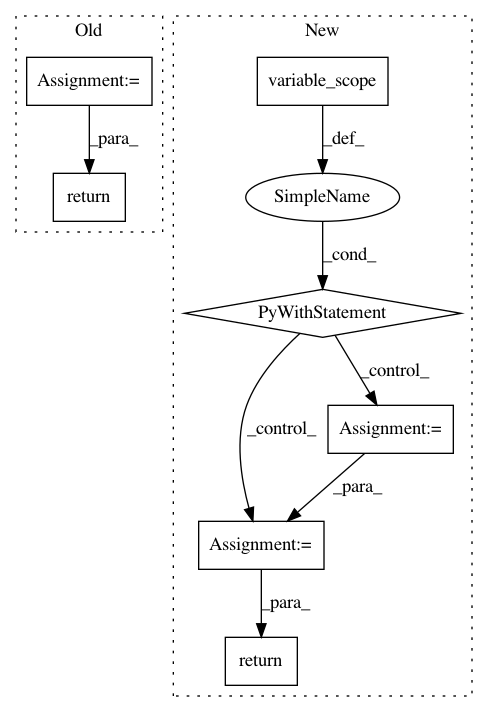 Old
New
Assignment:=
variable_scope
_para_
_def_
return
SimpleName
_cond_
PyWithStatement
_control_
_control_
Assignment:=
_para_
Assignment:=
_para_
return